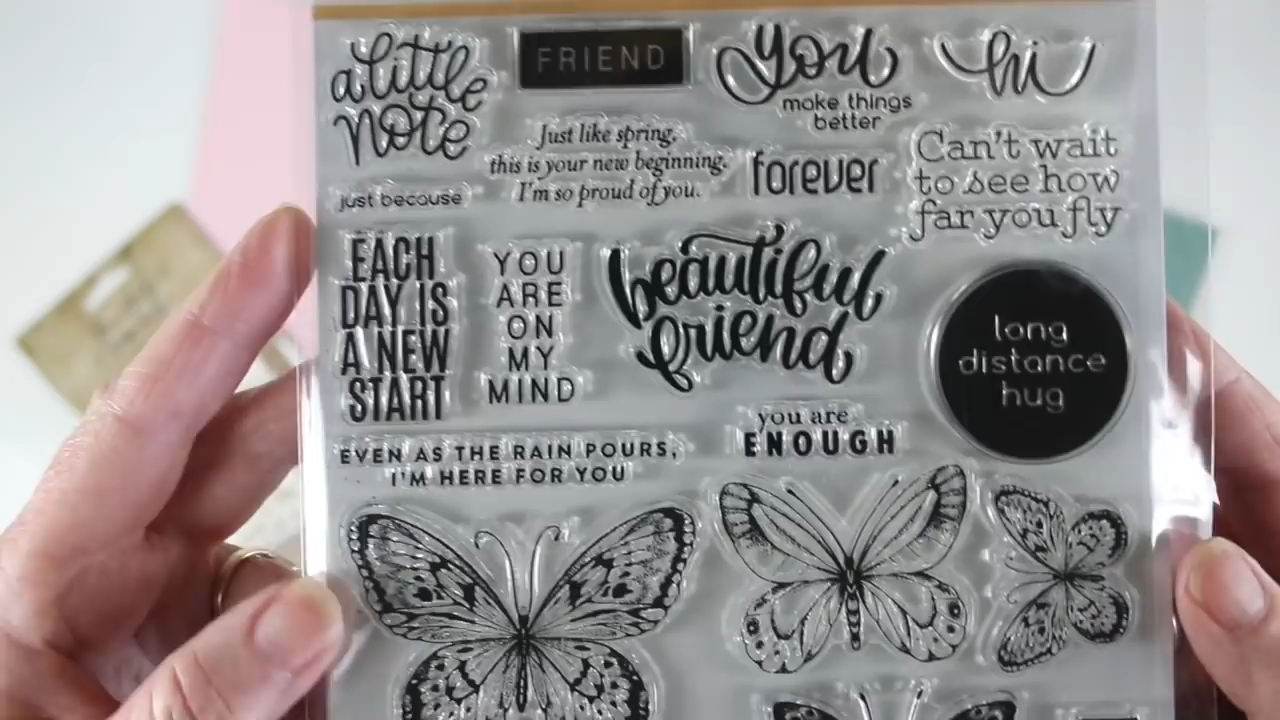 a little
note
FRIEND
you
make things
better
hi
Just like spring,
this is your new beginning.
I'm so proud of you.
forever
Can't wait
to see how
far you fly
just because
EACH
DAY IS
A NEW
START
YOU
ARE
ON
MY
MIND
beautiful
friend
long
distance
hug
you are
ENOUGH
EVEN AS THE RAIN POURS,
I'M HERE FOR YOU